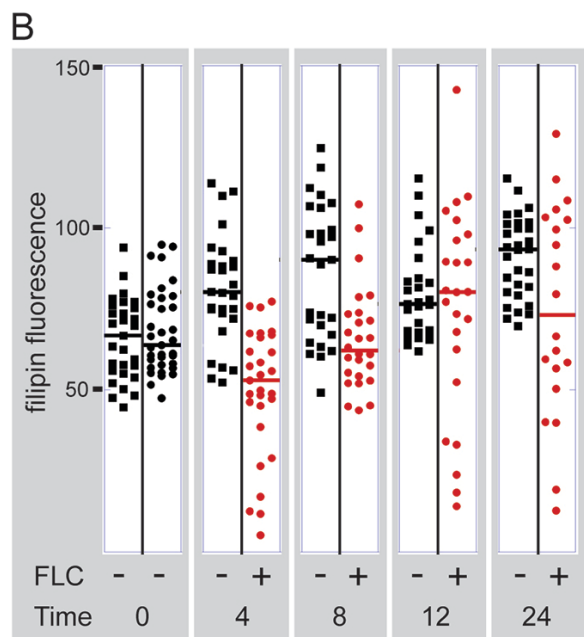 B
150
100
50
filipin fluorescence
FLC - - - + - + - + - +
Time 0 4 8 12 24